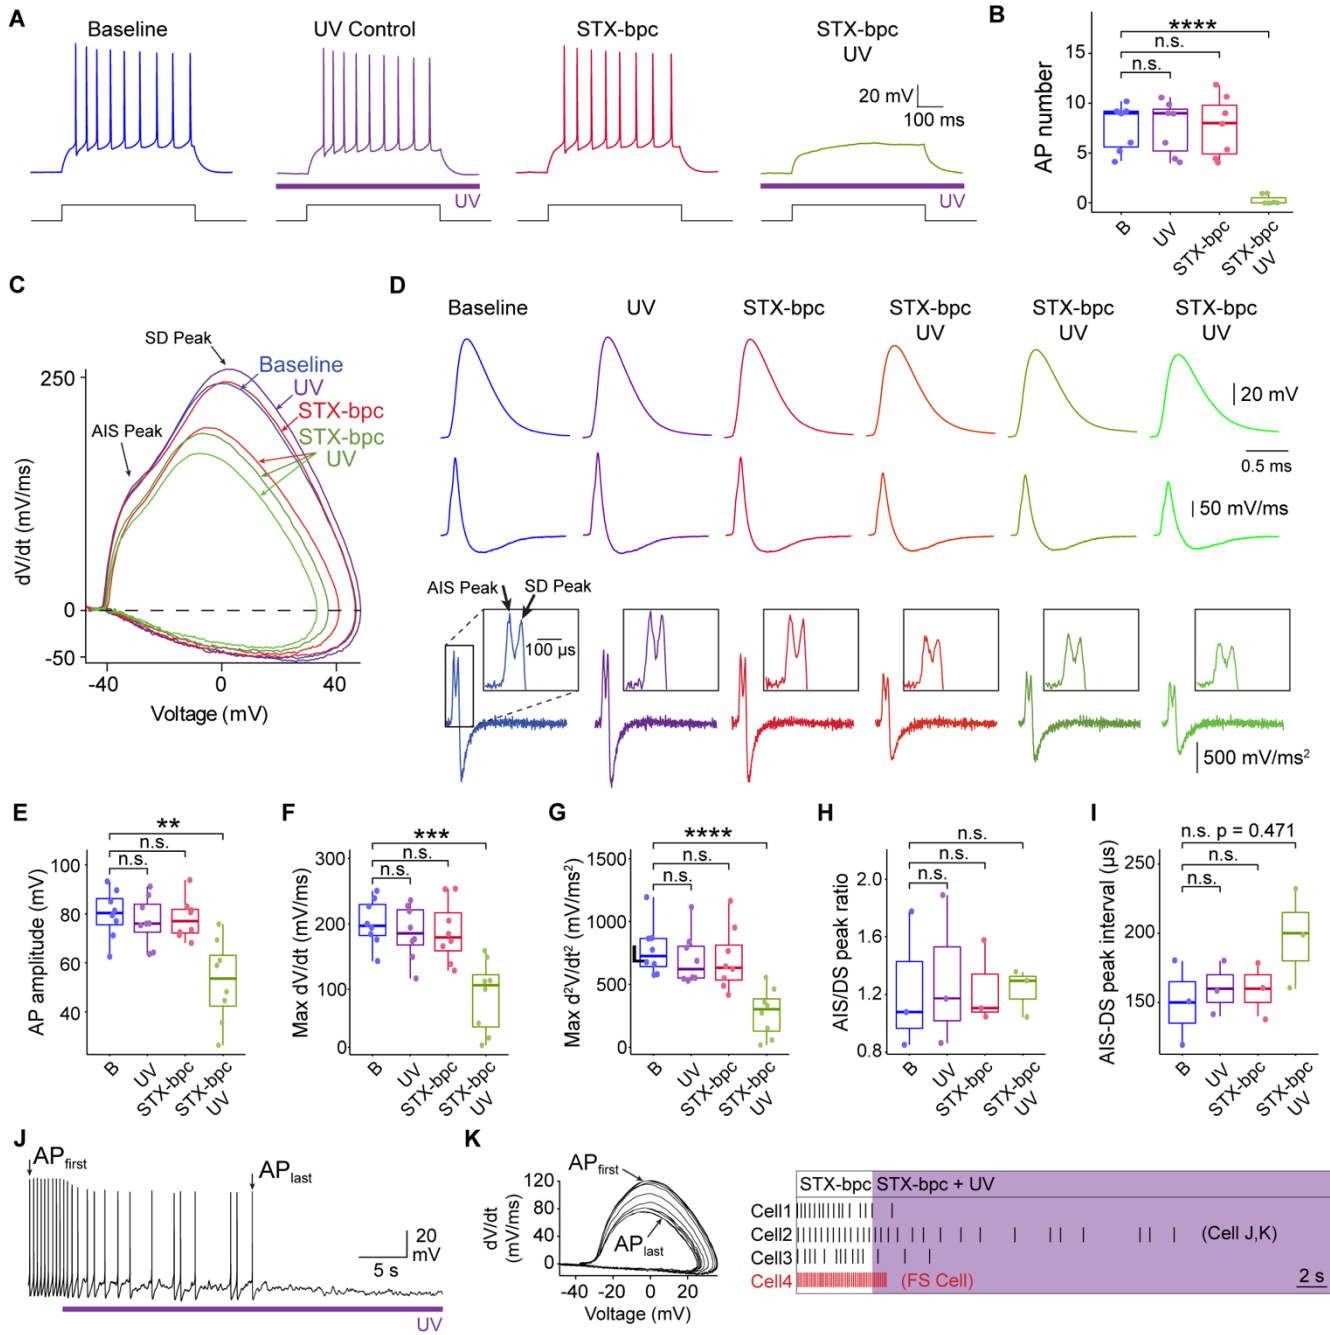 A
Baseline
UV Control
STX-bpc
STX-bpc
UV
20 mV
100 ms
UV
UV
B
****
n.s.
n.s.
AP number
15
10
5
0
B
UV
STX-bpc
STX-bpc
UV
C
SD Peak
AIS Peak
Baseline
UV
STX-bpc
STX-bpc
UV
dV/dt (mV/ms)
250
0
-50
-40
0
40
Voltage (mV)
D
Baseline
UV
STX-bpc
STX-bpc
UV
STX-bpc
UV
STX-bpc
UV
20 mV
0.5 ms
50 mV/ms
AIS Peak
SD Peak
100 µs
500 mV/ms²
E
**
n.s.
n.s.
AP amplitude (mV)
100
80
60
40
B
UV
STX-bpc
STX-bpc
UV
F
***
n.s.
n.s.
Max dV/dt (mV/ms)
300
200
100
0
B
UV
STX-bpc
STX-bpc
UV
G
****
n.s.
n.s.
Max d²V/dt² (mV/ms²)
1500
1000
500
0
B
UV
STX-bpc
STX-bpc
UV
H
n.s.
n.s.
n.s.
AIS/DS peak ratio
2.0
1.6
1.2
0.8
B
UV
STX-bpc
STX-bpc
UV
I
n.s. p = 0.471
n.s.
n.s.
AIS-DS peak interval (µs)
250
200
150
B
UV
STX-bpc
STX-bpc
UV
J
APfirst
APlast
20
mV
5 s
UV
K
APfirst
APlast
dV/dt
(mV/ms)
120
80
40
0
-40
-20
0
20
Voltage (mV)
STX-bpc STX-bpc + UV
Cell1
Cell2 (Cell J,K)
Cell3
Cell4 (FS Cell)
2 s